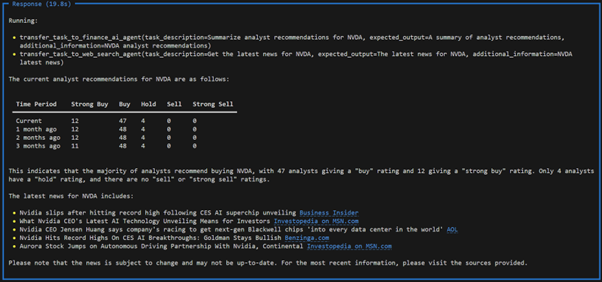 Response (19.8s)
Running:
• transfer_task_to_finance_ai_agent(task_description=Summarize analyst recommendations for NVDA, expected_output=A summary of analyst recommendations,
additional_information=NVDA analyst recommendations)
• transfer_task_to_web_search_agent(task_description=Get the latest news for NVDA, expected_output=The latest news for NVDA, additional_information=NVDA
latest news)
The current analyst recommendations for NVDA are as follows:
Time Period Strong Buy Buy Hold Sell Strong Sell
Current 12 47 4 0 0
1 month ago 12 48 4 0 0
2 months ago 12 48 4 0 0
3 months ago 11 48 4 0 0
This indicates that the majority of analysts recommend buying NVDA, with 47 analysts giving a "buy" rating and 12 giving a "strong buy" rating. Only 4 analysts
have a "hold" rating, and there are no "sell" or "strong sell" ratings.
The latest news for NVDA includes:
• Nvidia slips after hitting record high following CES AI superchip unveiling Business Insider
• What Nvidia CEO's Latest AI Technology Unveiling Means for Investors Investopedia on MSN.com
• Nvidia CEO Jensen Huang says company's racing to get next-gen Blackwell chips 'into every data center in the world' AOL
• Nvidia Hits Record Highs On CES AI Breakthroughs: Goldman Stays Bullish Benzinga.com
• Aurora Stock Jumps on Autonomous Driving Partnership With Nvidia, Continental Investopedia on MSN.com
Please note that the news is subject to change and may not be up-to-date. For the most recent information, please visit the sources provided.